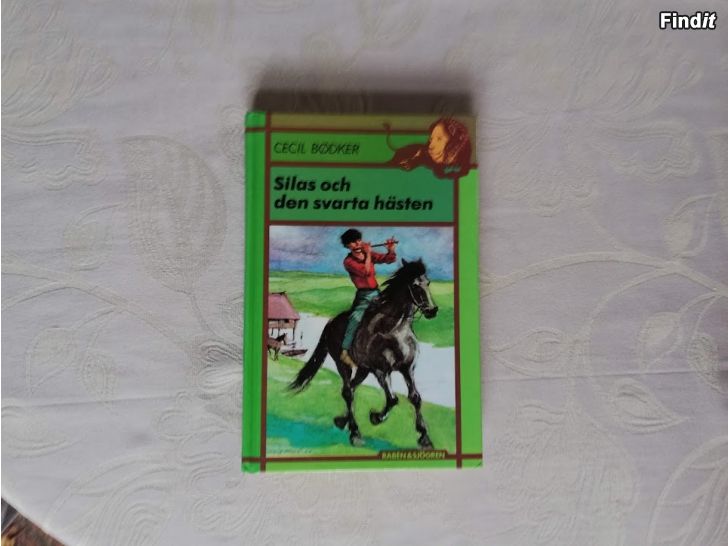 Findit
CECIL BØDKER
Silas och
den svarta hästen
RABÉN & SJÖGREN